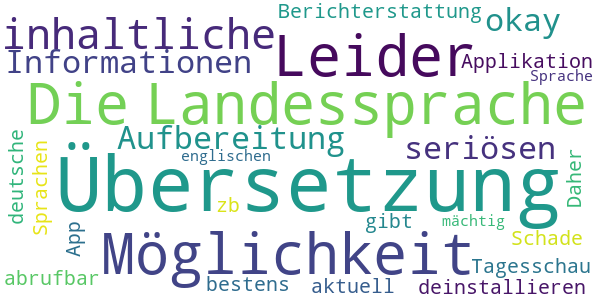 Berichterstattung okay
inhaltliche Leider
Informationen Applikation
Sprache
Die Landessprache
Aufbereitung seriösen
deutsche Sprachen englischen Daher
Übersetzung
zb gibt mächtig
App Möglichkeit Schade
Tagesschau
abrufbar bestens aktuell deinstallieren